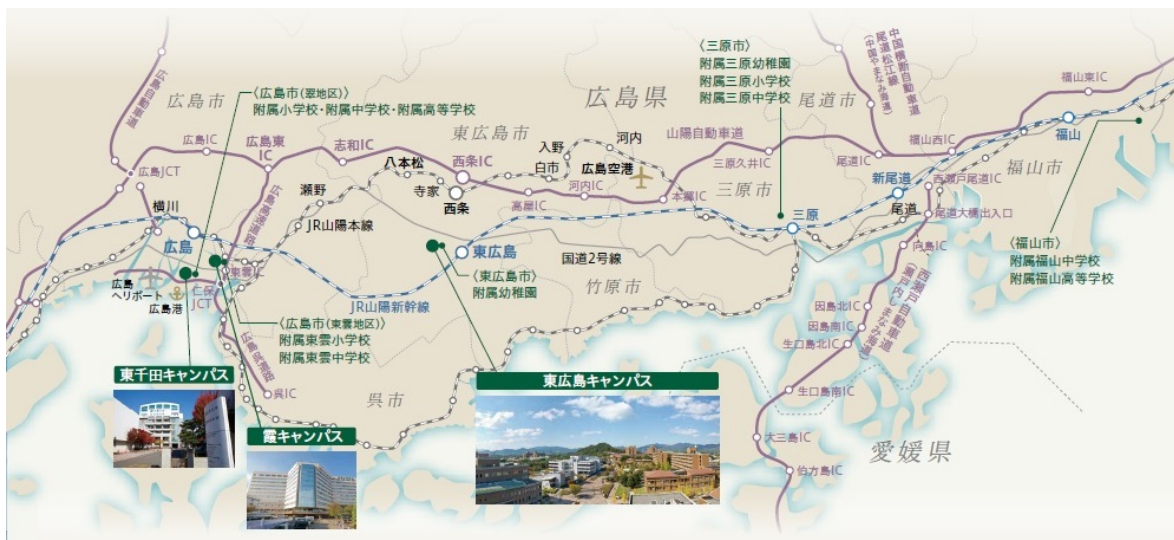 広島自動車道
広島市
〈広島市(翠地区)〉
附属小学校・附属中学校・附属高等学校
広島IC
広島JCT
広島東
IC
志和IC
東広島市
八本松
寺家
西条IC
西条
入野
白市
河内
広島空港
河内IC
高屋IC
本郷IC
広島県
〈三原市〉
附属三原幼稚園
附属三原小学校
附属三原中学校
山陽自動車道
三原久井IC
三原市
尾道市
中国横断自動車道
尾道松江線
(中国やまなみ海道)
尾道IC
福山西IC
福山東IC
福山
福山市
新尾道
尾道
西瀬戸尾道IC
尾道大橋出入口
向島IC
三原
横川
広島
瀬野
JR山陽本線
広島高速道路
東雲IC
仁保
JCT
広島
ヘリポート
広島港
東広島
〈東広島市〉
附属幼稚園
国道2号線
竹原市
JR山陽新幹線
〈広島市(東雲地区)〉
附属東雲小学校
附属東雲中学校
呉IC
呉市
〈福山市〉
附属福山中学校
附属福山高等学校
因島北IC
因島南IC
生口島北IC
西瀬戸自動車道
(瀬戸内しまなみ海道)
生口島南IC
大三島IC
伯方島IC
愛媛県
東千田キャンパス
霞キャンパス
東広島キャンパス